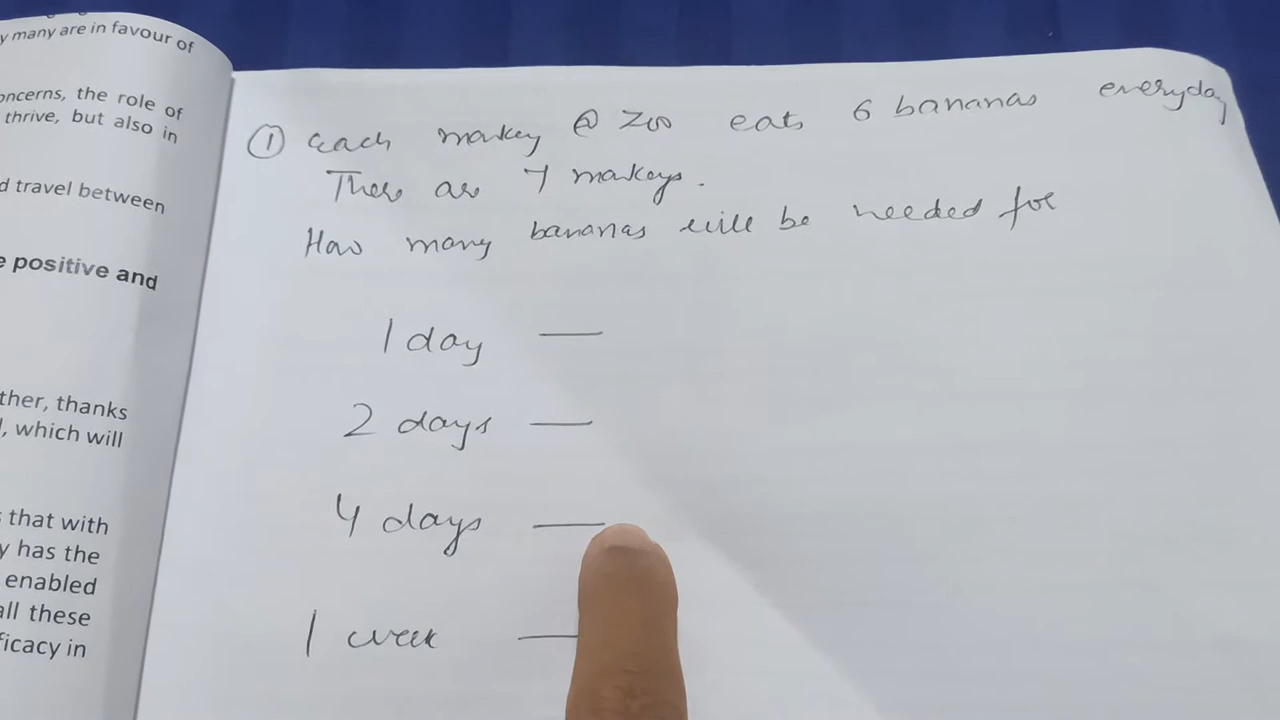 y many are in favour of
oncerns, the role of
thrive, but also in
d travel between
e positive and
ther, thanks
, which will
that with
y has the
enabled
all these
ficacy in
① Each monkey @ zoo eats 6 bananas everyday
There are 7 monkeys.
How many bananas will be needed for
1 day —
2 days —
4 days —
1 week —